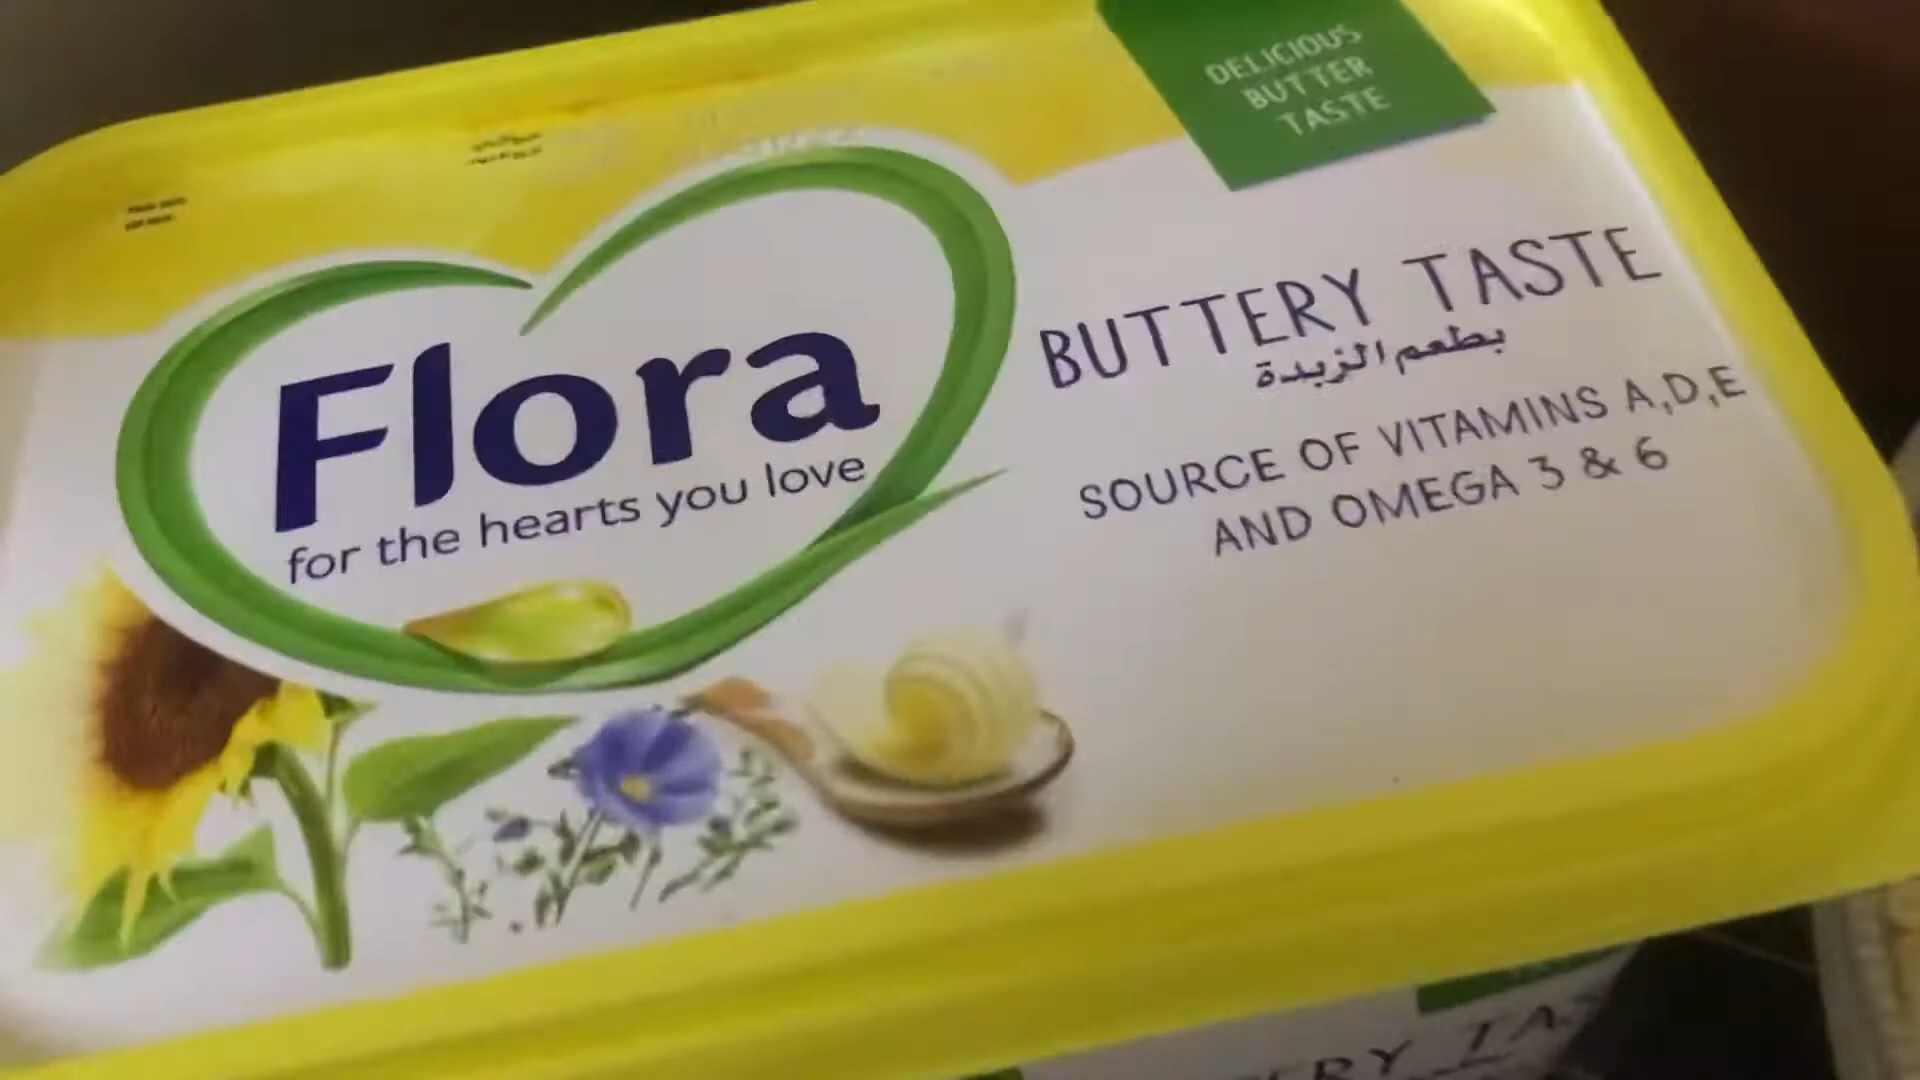 DELICIOUS
BUTTER
TASTE
Flora
for the hearts you love
BUTTERY TASTE
بطعم الزبدة
SOURCE OF VITAMINS A,D,E
AND OMEGA 3 & 6